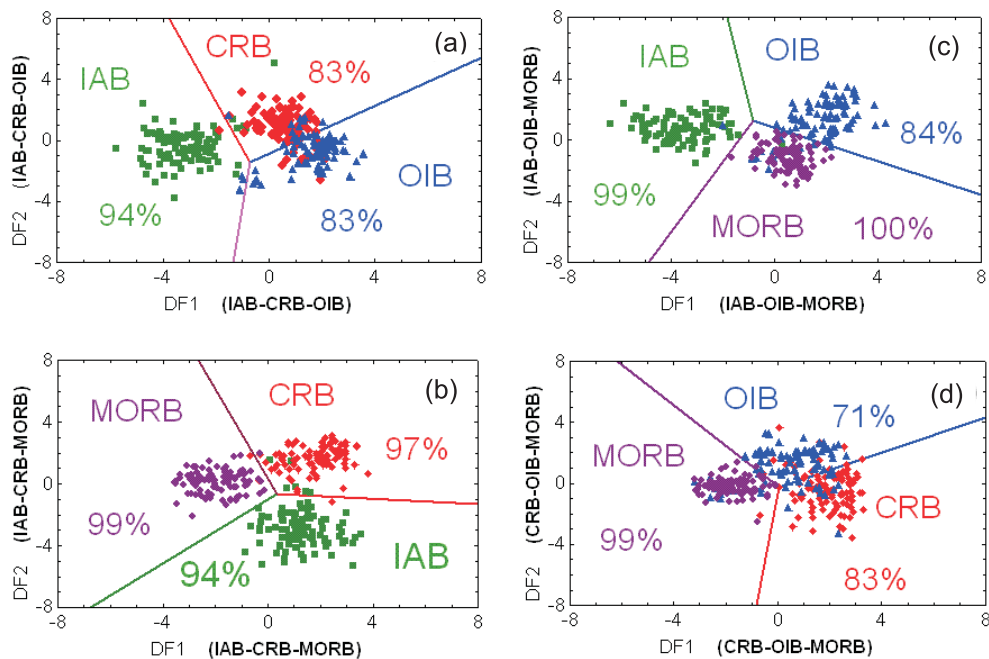 (a)
CRB
83%
IAB
OIB
94%
83%
8
4
0
-4
-8
-8
-4
0
4
8
DF2 (IAB-CRB-OIB)
DF1 (IAB-CRB-OIB)
(c)
IAB
OIB
84%
99%
MORB
100%
8
4
0
-4
-8
-8
-4
0
4
8
DF2 (IAB-OIB-MORB)
DF1 (IAB-OIB-MORB)
(b)
MORB
CRB
97%
99%
94%
IAB
8
4
0
-4
-8
-8
-4
0
4
8
DF2 (IAB-CRB-MORB)
DF1 (IAB-CRB-MORB)
(d)
OIB
71%
MORB
CRB
99%
83%
8
4
0
-4
-8
-8
-4
0
4
8
DF2 (CRB-OIB-MORB)
DF1 (CRB-OIB-MORB)